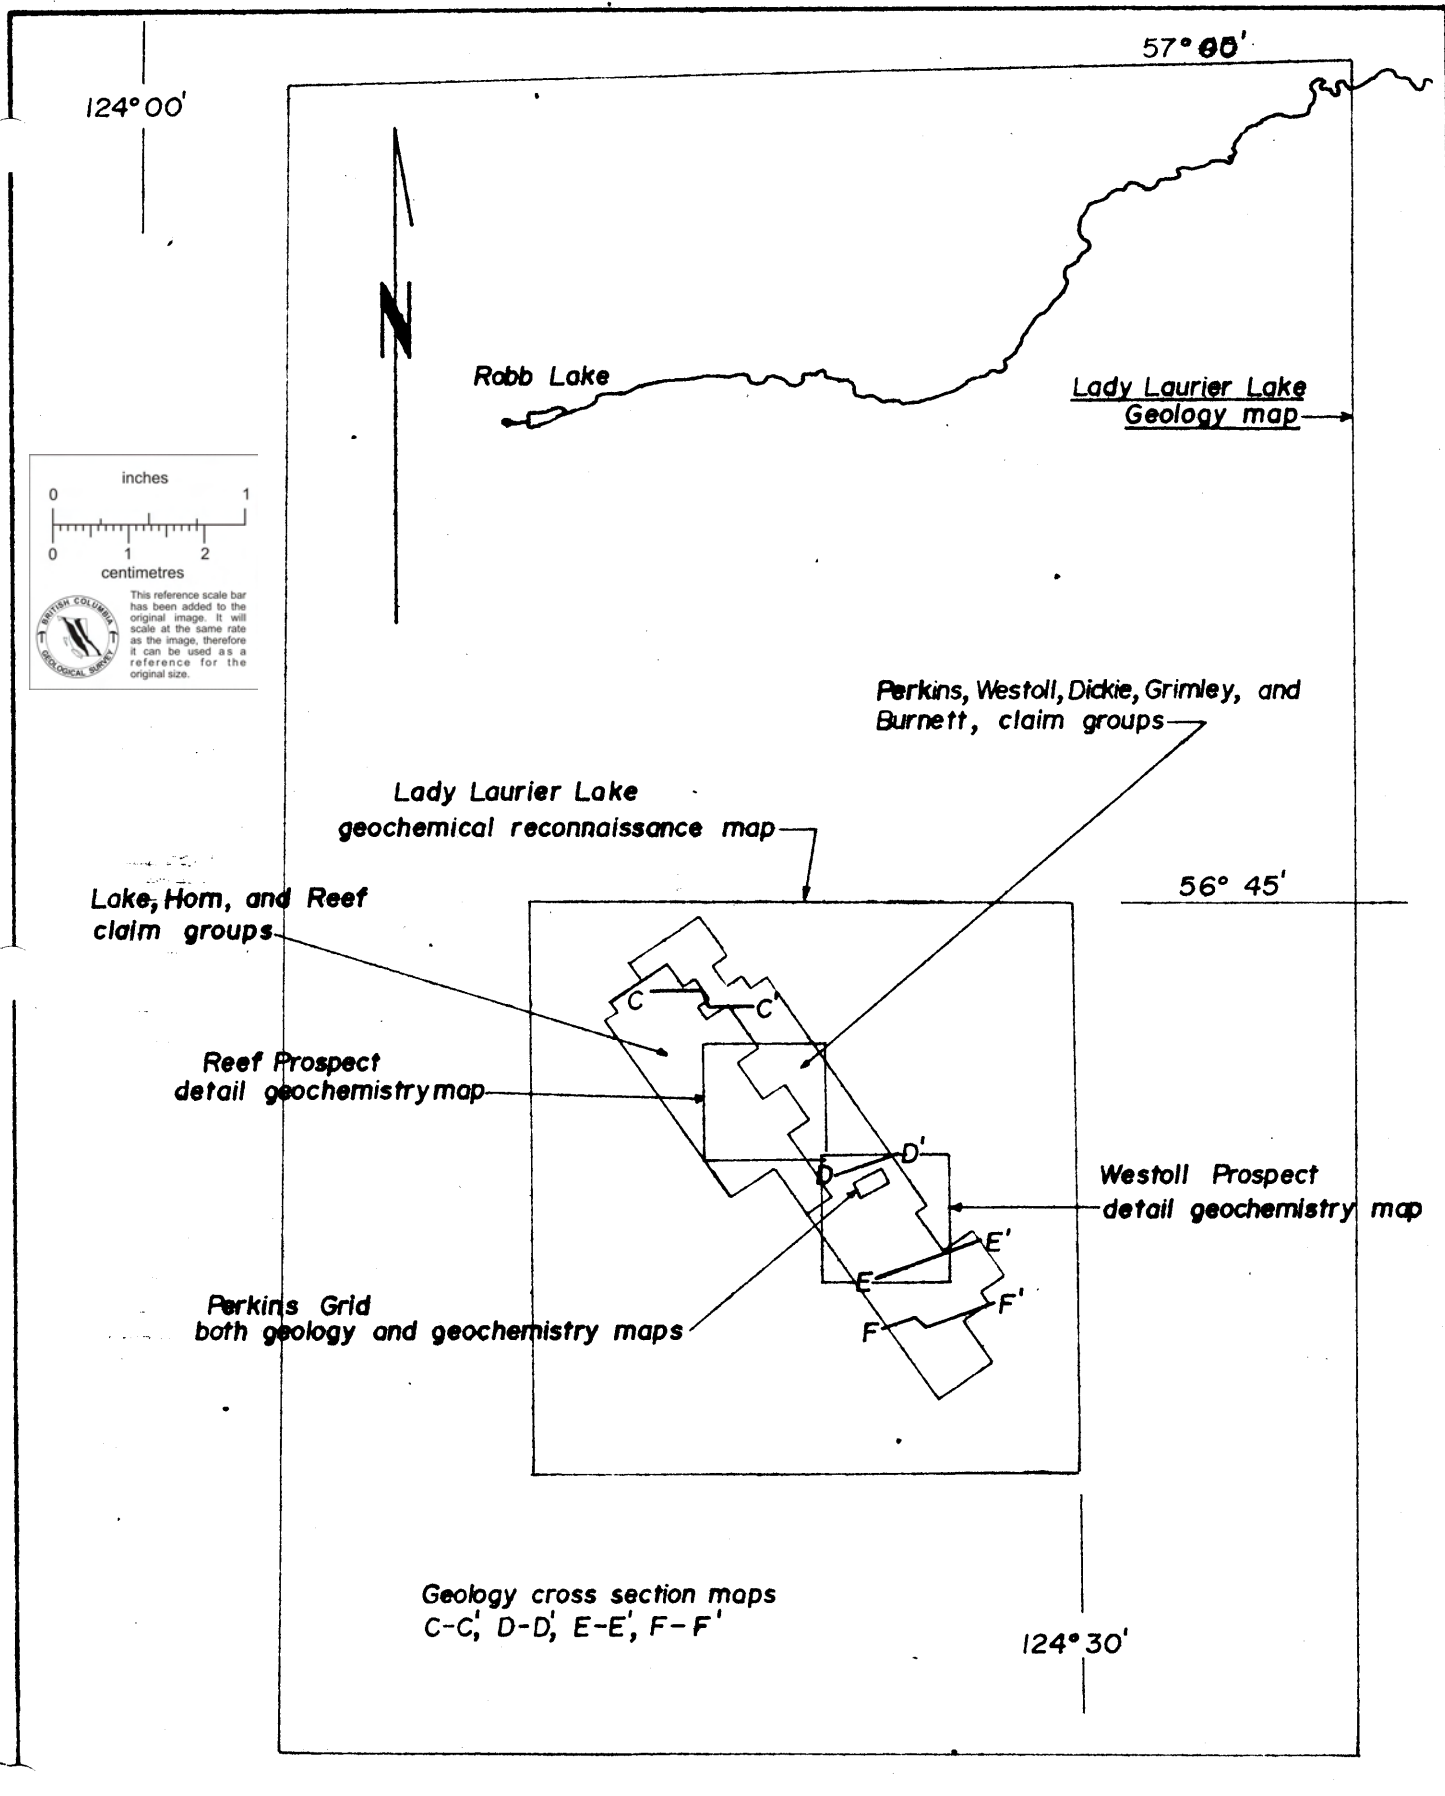 57° 00'
124° 00'
N
Robb Lake
Lady Laurier Lake
Geology map
inches
0 1
0 1 2
centimetres
BRITISH COLUMBIA
GEOLOGICAL SURVEY
This reference scale bar
has been added to the
original image. It will
scale at the same rate
as the image, therefore
it can be used as a
reference for the
original size.
Perkins, Westoll, Dickie, Grimley, and
Burnett, claim groups
Lady Laurier Lake
geochemical reconnaissance map
56° 45'
Lake, Horn, and Reef
claim groups
C C'
Reef Prospect
detail geochemistry map
D D'
Westoll Prospect
detail geochemistry map
E E'
Perkins Grid
both geology and geochemistry maps
F F'
Geology cross section maps
C-C', D-D', E-E', F-F'
124° 30'